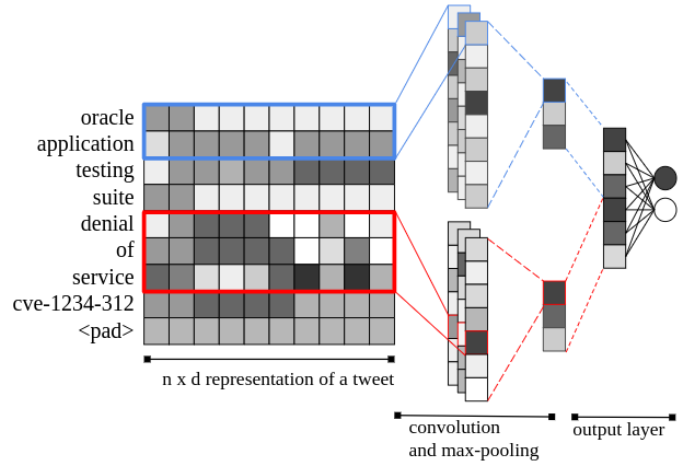 oracle
application
testing
suite
denial
of
service
cve-1234-312
<pad>
n x d representation of a tweet
convolution
and max-pooling
output layer